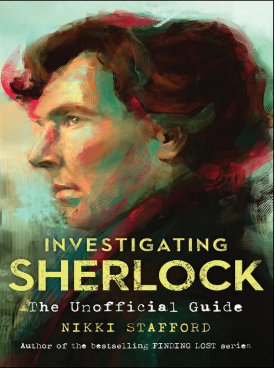 INVESTIGATING
SHERLOCK
The Unofficial Guide
NIKKI STAFFORD
Author of the bestselling FINDING LOST series